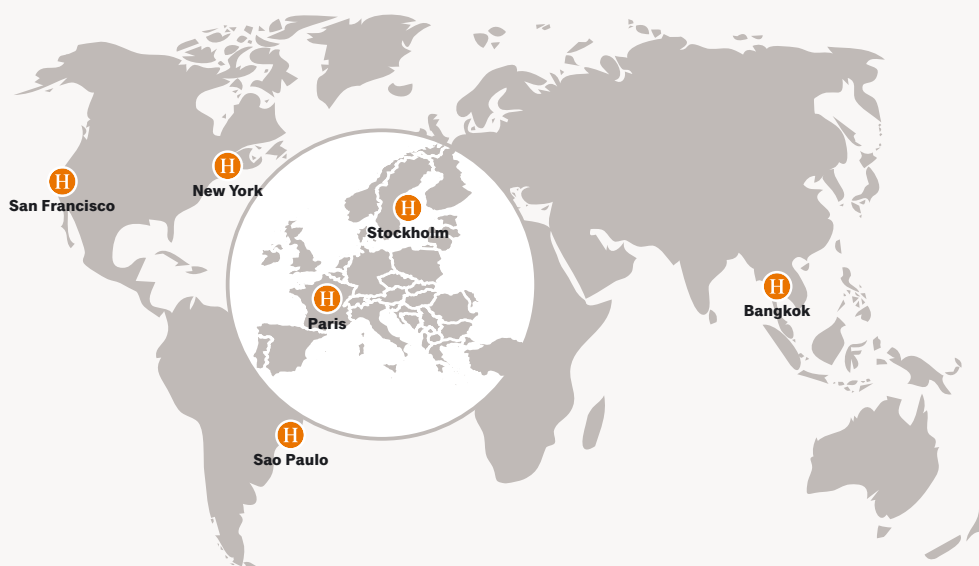 H
New York
H
San Francisco
H
Stockholm
H
Paris
H
Bangkok
H
Sao Paulo